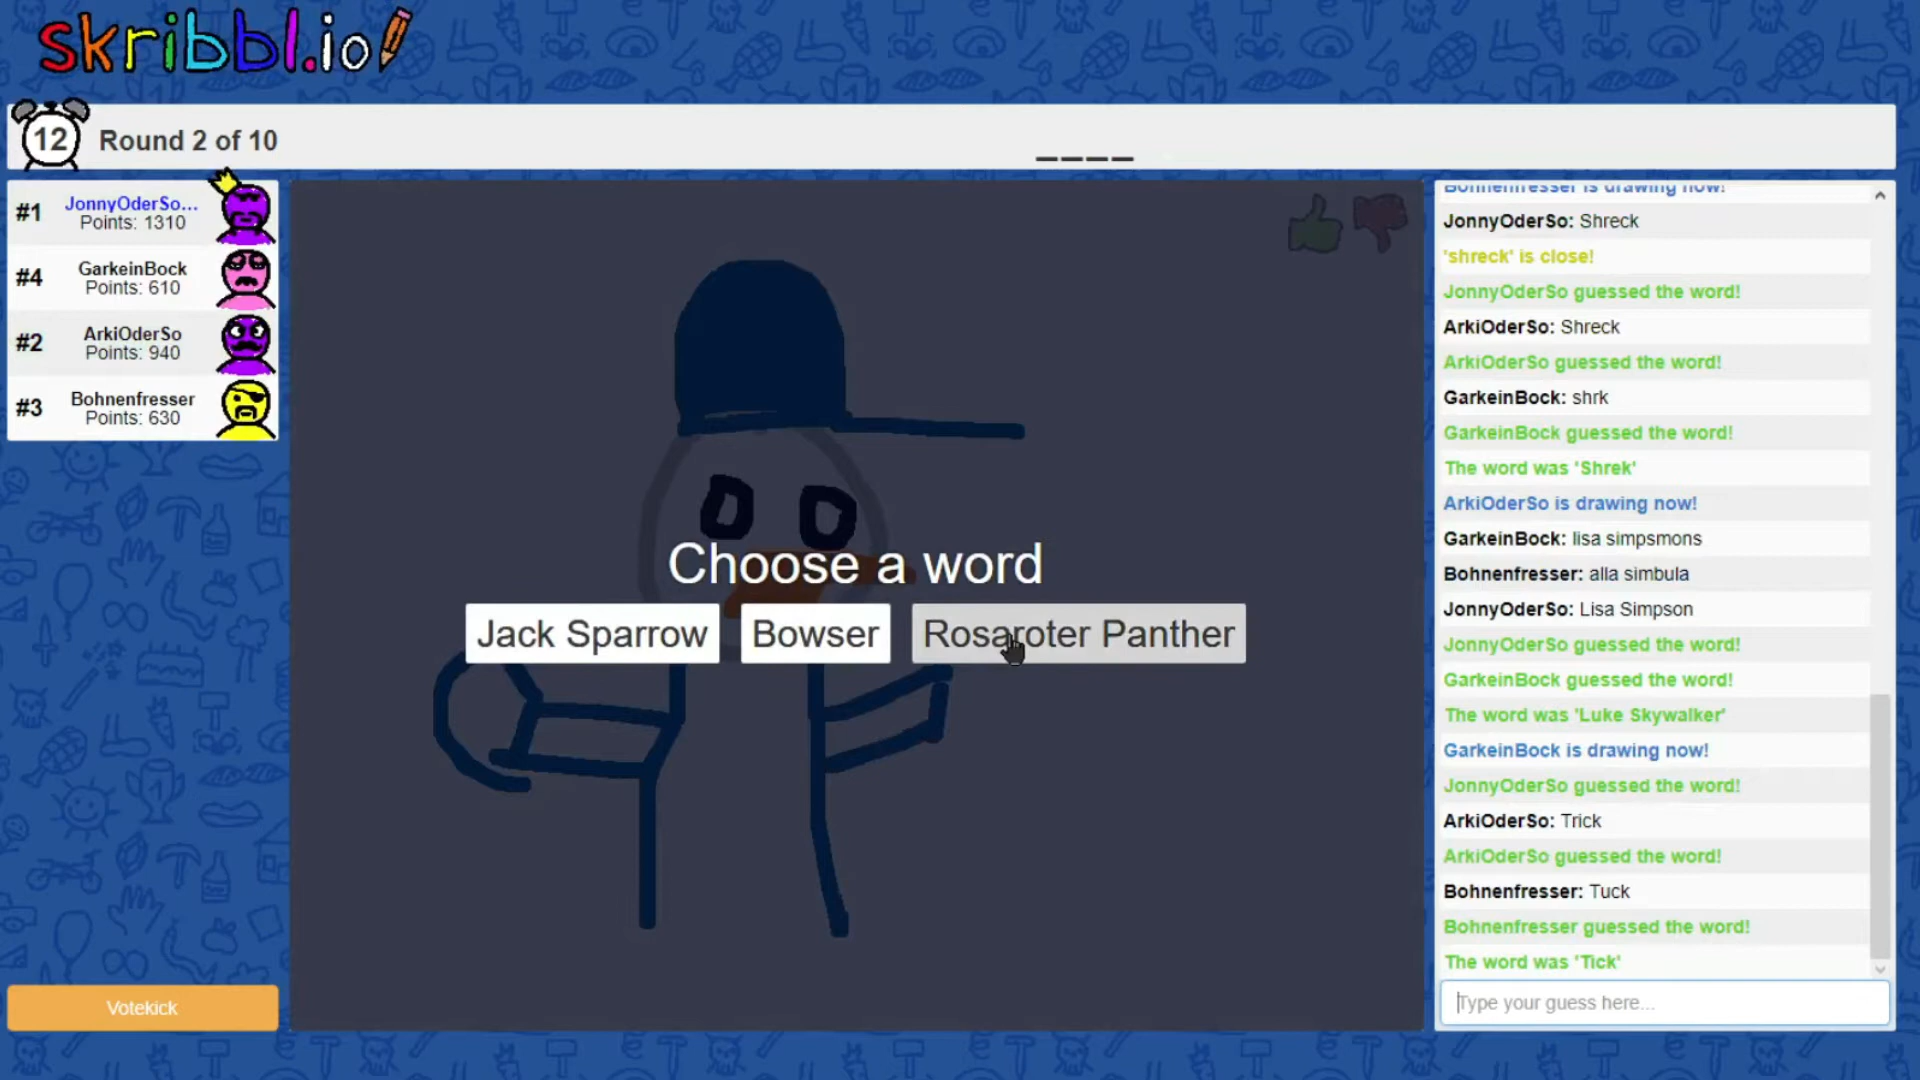 skribbl.io
12
Round 2 of 10
____
#1
JonnyOderSo...
Points: 1310
#4
GarkeinBock
Points: 610
#2
ArkiOderSo
Points: 940
#3
Bohnenfresser
Points: 630
Votekick
Choose a word
Jack Sparrow
Bowser
Rosaroter Panther
Bohnenfresser is drawing now!
JonnyOderSo: Shreck
'shreck' is close!
JonnyOderSo guessed the word!
ArkiOderSo: Shreck
ArkiOderSo guessed the word!
GarkeinBock: shrk
GarkeinBock guessed the word!
The word was 'Shrek'
ArkiOderSo is drawing now!
GarkeinBock: lisa simpsmons
Bohnenfresser: alla simbula
JonnyOderSo: Lisa Simpson
JonnyOderSo guessed the word!
GarkeinBock guessed the word!
The word was 'Luke Skywalker'
GarkeinBock is drawing now!
JonnyOderSo guessed the word!
ArkiOderSo: Trick
ArkiOderSo guessed the word!
Bohnenfresser: Tuck
Bohnenfresser guessed the word!
The word was 'Tick'
Type your guess here...